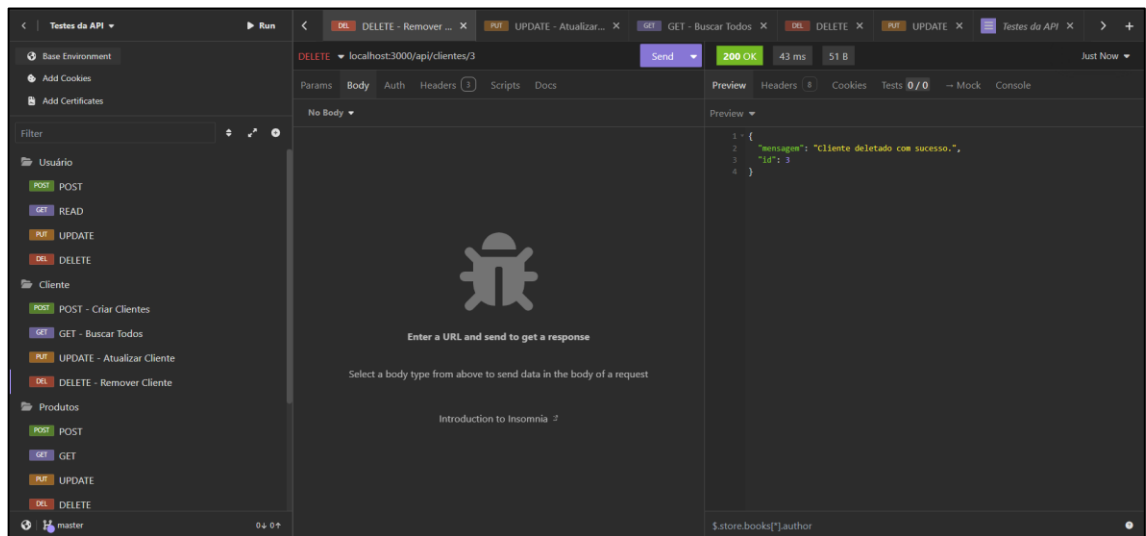 Testes da API
Run
Base Environment
Add Cookies
Add Certificates
Filter
Usuário
POST POST
GET READ
PUT UPDATE
DEL DELETE
Cliente
POST POST - Criar Clientes
GET GET - Buscar Todos
PUT UPDATE - Atualizar Cliente
DEL DELETE - Remover Cliente
Produtos
POST POST
GET GET
PUT UPDATE
DEL DELETE
master 0↓ 0↑
DEL DELETE - Remover ... X PUT UPDATE - Atualizar... X GET GET - Buscar Todos X DEL DELETE X PUT UPDATE X Testes da API X
DELETE localhost:3000/api/clientes/3 Send
Params Body Auth Headers 3 Scripts Docs
No Body
Enter a URL and send to get a response
Select a body type from above to send data in the body of a request
Introduction to Insomnia
200 OK 43 ms 51 B Just Now
Preview Headers 8 Cookies Tests 0 / 0 → Mock Console
Preview
1 {
2 "mensagem": "Cliente deletado com sucesso.",
3 "id": 3
4 }
$.store.books[*].author